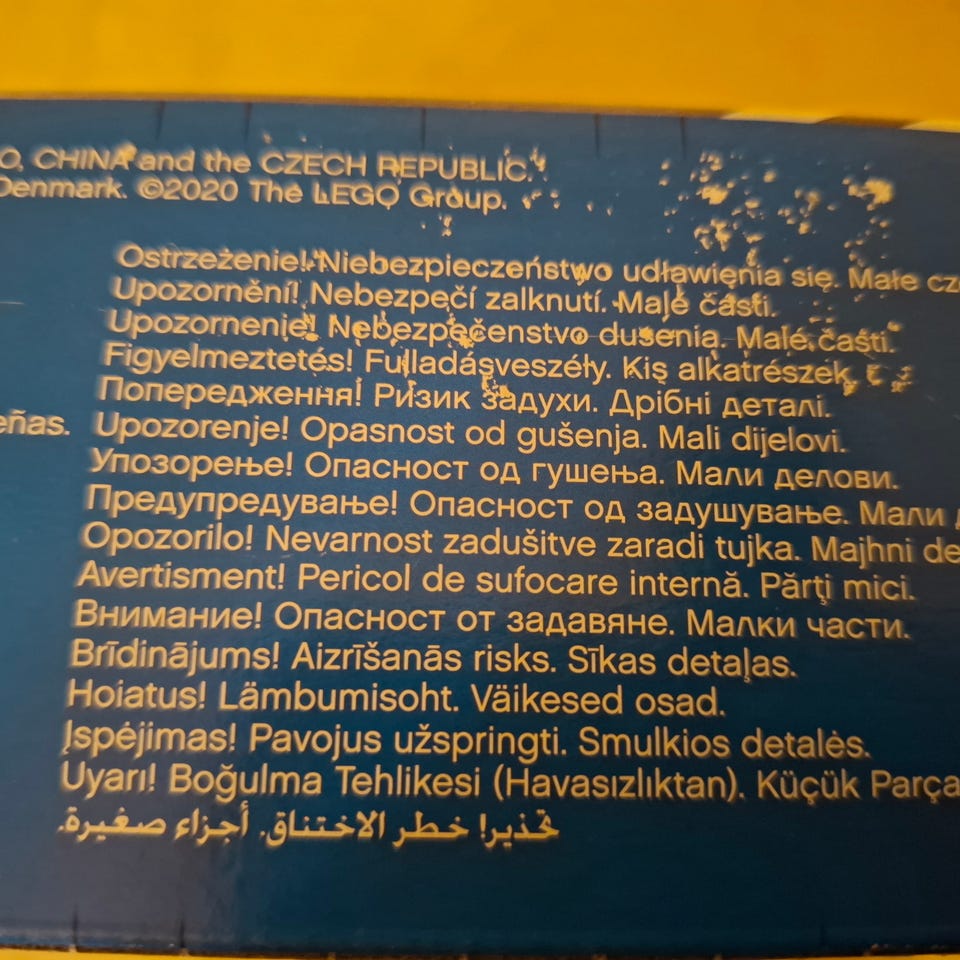 O, CHINA and the CZECH REPUBLIC.
Denmark. ©2020 The LEGO Group.
Ostrzeżenie! Niebezpieczeństwo udławienia się. Małe
Upozornění! Nebezpečí zalknutí. Malé části.
Upozornenie! Nebezpečenstvo dusenia. Malé časti.
Figyelmeztetés! Fulladásveszély. Kis alkatrészek.
Попередження! Ризик задухи. Дрібні деталі.
eñas.
Upozorenje! Opasnost od gušenja. Mali dijelovi.
Упозорење! Опасност од гушења. Мали делови.
Предупредување! Опасност од задушување. Мали
Opozorilo! Nevarnost zadušitve zaradi tujka. Majhni de
Avertisment! Pericol de sufocare internă. Părți mici.
Внимание! Опасност от задавяне. Малки части.
Brīdinājums! Aizrīšanās risks. Sīkas detaļas.
Hoiatus! Lämbumisoht. Väikesed osad.
Įspėjimas! Pavojus užspringti. Smulkios detalės.
Uyarı! Boğulma Tehlikesi (Havasızlıktan). Küçük Parça
تحذير! خطر الاختناق. أجزاء صغيرة.